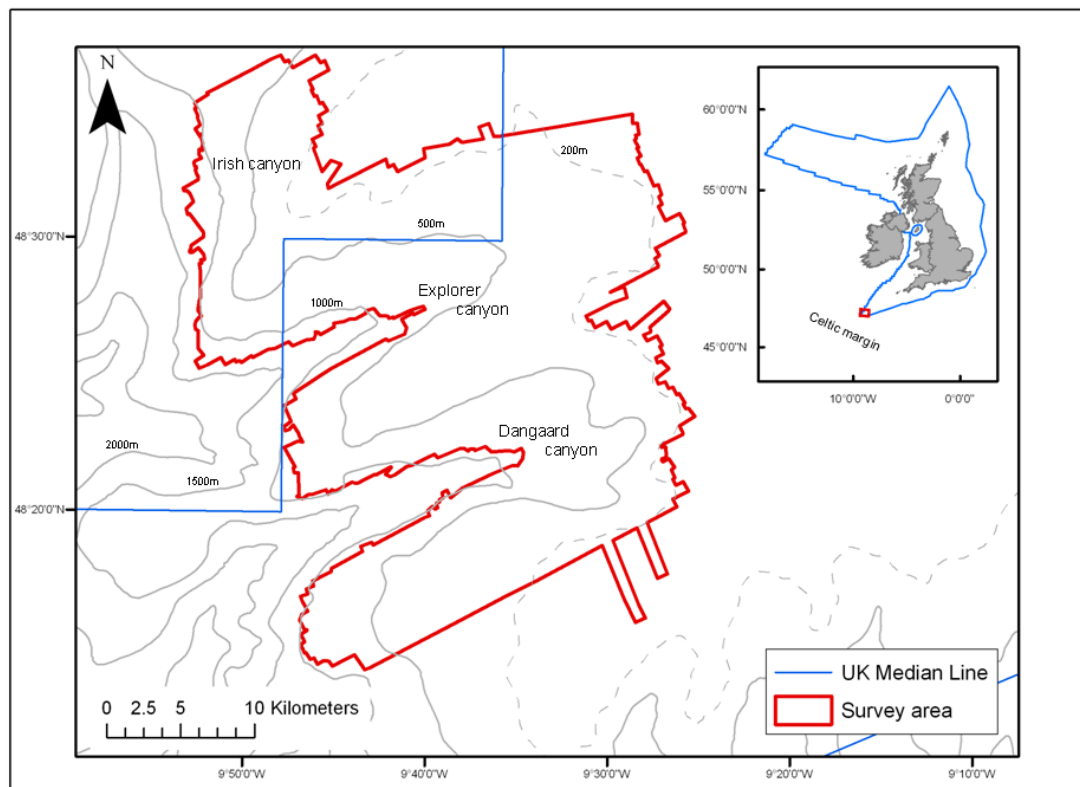 N
Irish canyon
200m
500m
48°30'0"N
Explorer
canyon
1000m
Dangaard
canyon
2000m
1500m
48°20'0"N
0 2.5 5 10 Kilometers
9°50'0"W 9°40'0"W 9°30'0"W 9°20'0"W 9°10'0"W
60°0'0"N
55°0'0"N
50°0'0"N
45°0'0"N
Celtic margin
10°0'0"W 0°0'0"
UK Median Line
Survey area